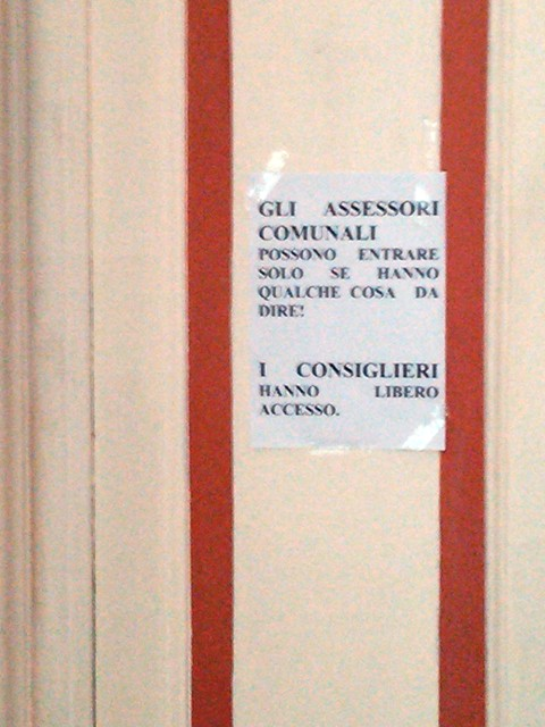 GLI ASSESSORI
COMUNALI
POSSONO ENTRARE
SOLO SE HANNO
QUALCHE COSA DA
DIRE!
I CONSIGLIERI
HANNO LIBERO
ACCESSO.